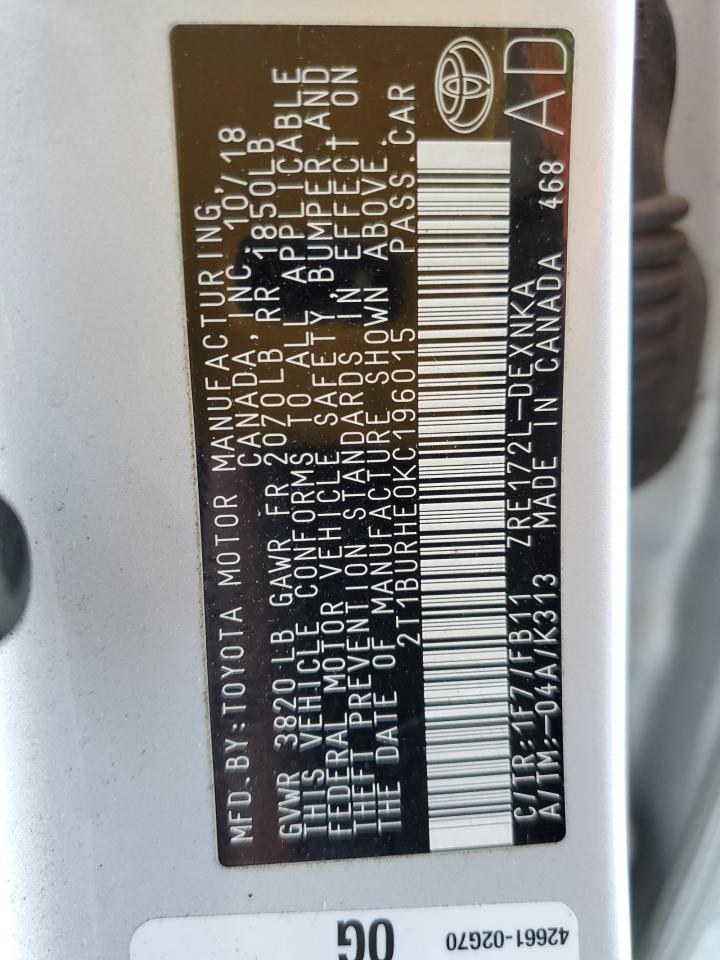 MFD.BY:TOYOTA MOTOR MANUFACTURING,
CANADA, INC. 10/18
GVWR 3820 LB GAWR FR 2070LB, RR 1850LB
THIS VEHICLE CONFORMS TO ALL APPLICABLE
FEDERAL MOTOR VEHICLE SAFETY, BUMPER, AND
THEFT PREVENTION STANDARDS IN EFFECT ON
THE DATE OF MANUFACTURE SHOWN ABOVE.
2T1BURHE0KC196015 PASS.CAR
C/TR:1F7/FB11 ZRE172L-DEXNKA
A/TM:-04A/K313 MADE IN CANADA 468
AD
0G
42661-02G70